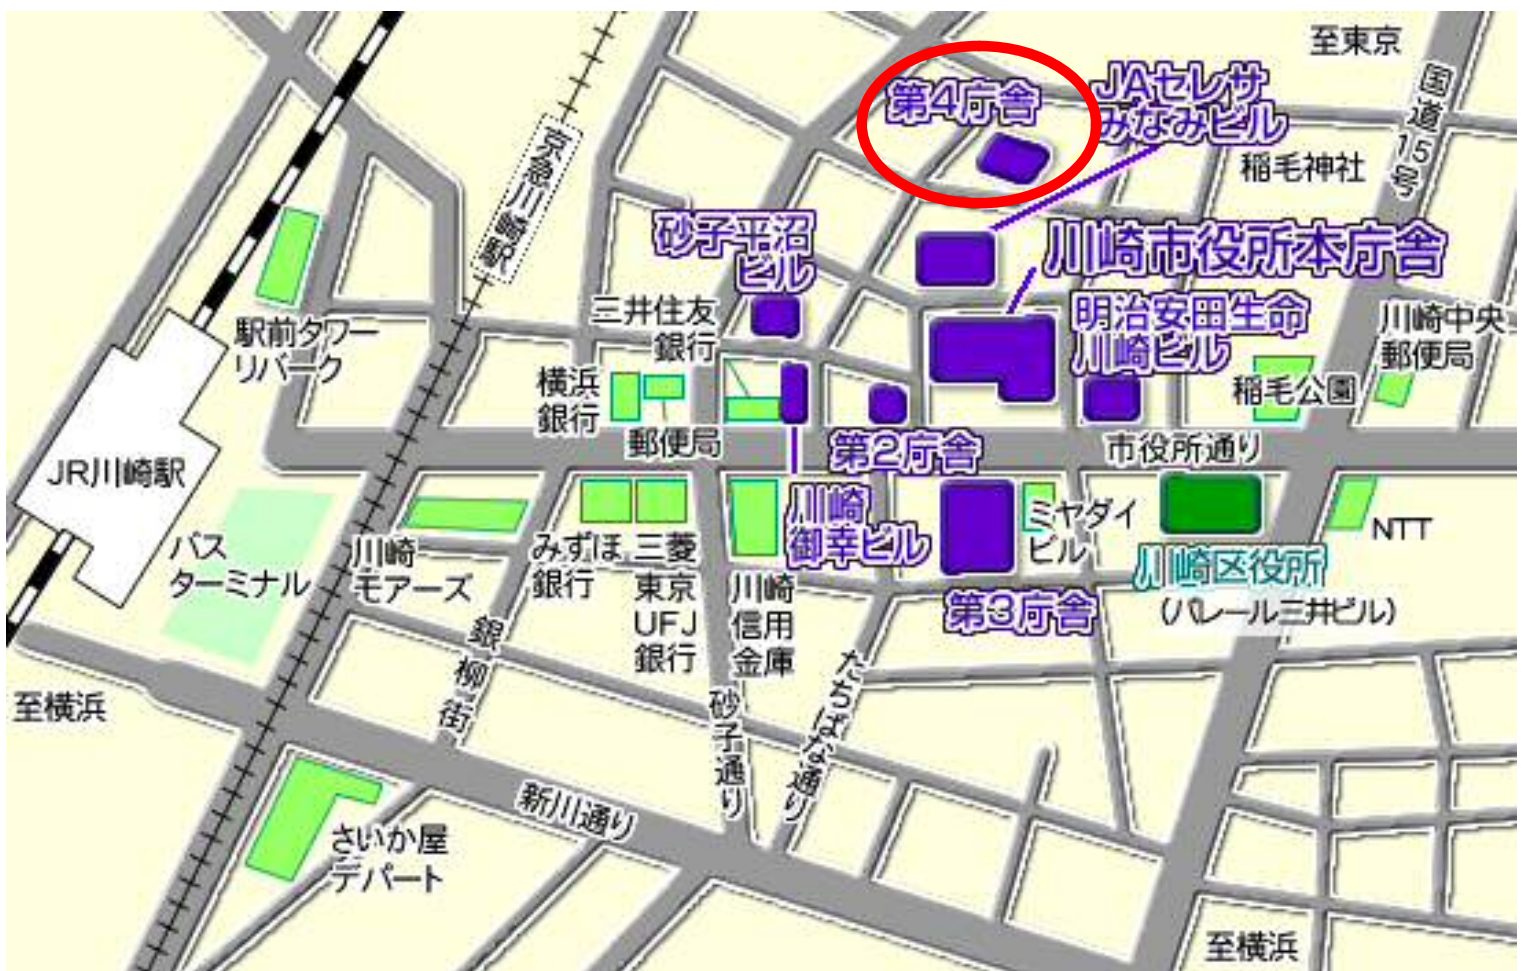 至東京
国道15号
第4庁舎
JAセレサ
みなみビル
稲毛神社
京急川崎駅
砂子平沼
ビル
川崎市役所本庁舎
三井住友
銀行
明治安田生命
川崎ビル
川崎中央
郵便局
駅前タワー
リバーク
横浜
銀行
郵便局
稲毛公園
第2庁舎
市役所通り
JR川崎駅
バス
ターミナル
川崎
モアーズ
みずほ
銀行
三菱
東京
UFJ
銀行
川崎
信用
金庫
川崎
御幸ビル
第3庁舎
ミヤダイ
ビル
川崎区役所
(パレール三井ビル)
NTT
至横浜
銀柳街
砂子通り
たちばな通り
新川通り
さいか屋
デパート
至横浜